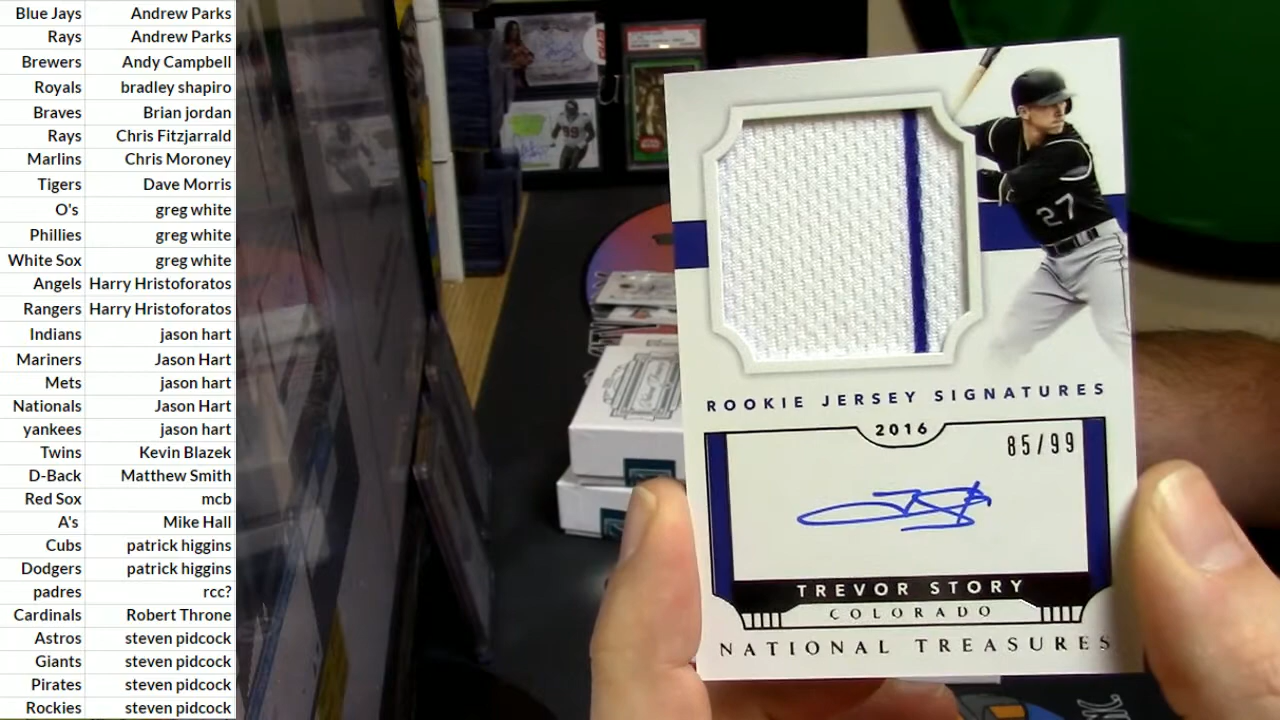 Blue Jays Andrew Parks
Rays Andrew Parks
Brewers Andy Campbell
Royals bradley shapiro
Braves Brian jordan
Rays Chris Fitzjarrald
Marlins Chris Moroney
Tigers Dave Morris
O's greg white
Phillies greg white
White Sox greg white
Angels Harry Hristoforatos
Rangers Harry Hristoforatos
Indians jason hart
Mariners Jason Hart
Mets jason hart
Nationals Jason Hart
yankees jason hart
Twins Kevin Blazek
D-Back Matthew Smith
Red Sox mcb
A's Mike Hall
Cubs patrick higgins
Dodgers patrick higgins
padres rcc?
Cardinals Robert Throne
Astros steven pidcock
Giants steven pidcock
Pirates steven pidcock
Rockies steven pidcock
27
ROOKIE JERSEY SIGNATURES
2016
85/99
TREVOR STORY
COLORADO
NATIONAL TREASURES
99